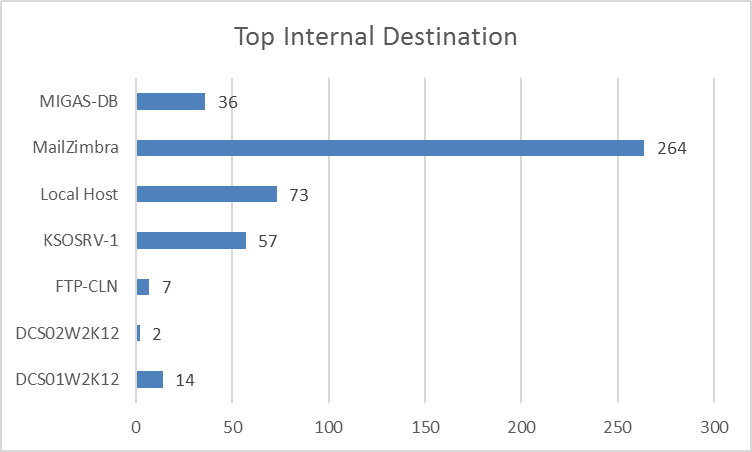 Top Internal Destination
MIGAS-DB 36
MailZimbra 264
Local Host 73
KSOSRV-1 57
FTP-CLN 7
DCS02W2K12 2
DCS01W2K12 14
0 50 100 150 200 250 300